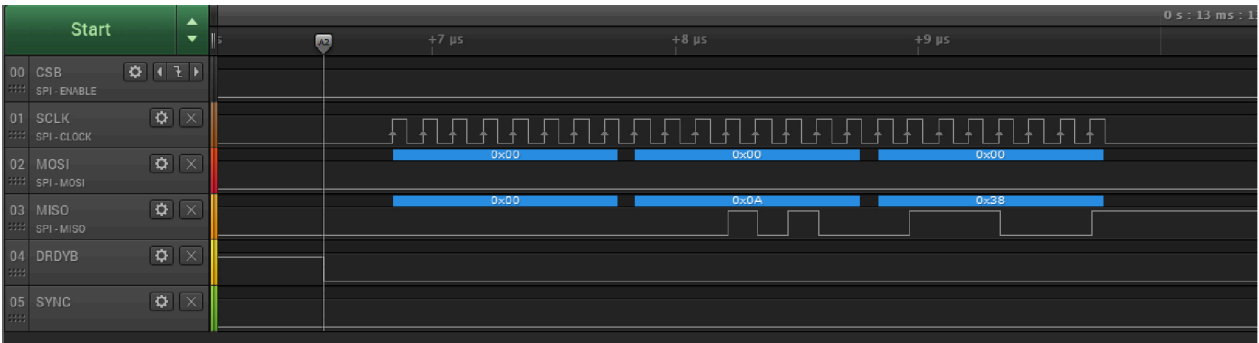 Start
0 s : 13 ms : 1
A2
+7 µs
+8 µs
+9 µs
00 CSB
SPI - ENABLE
01 SCLK
SPI - CLOCK
02 MOSI
SPI - MOSI
0x00
0x00
0x00
03 MISO
SPI - MISO
0x00
0x0A
0x38
04 DRDYB
05 SYNC